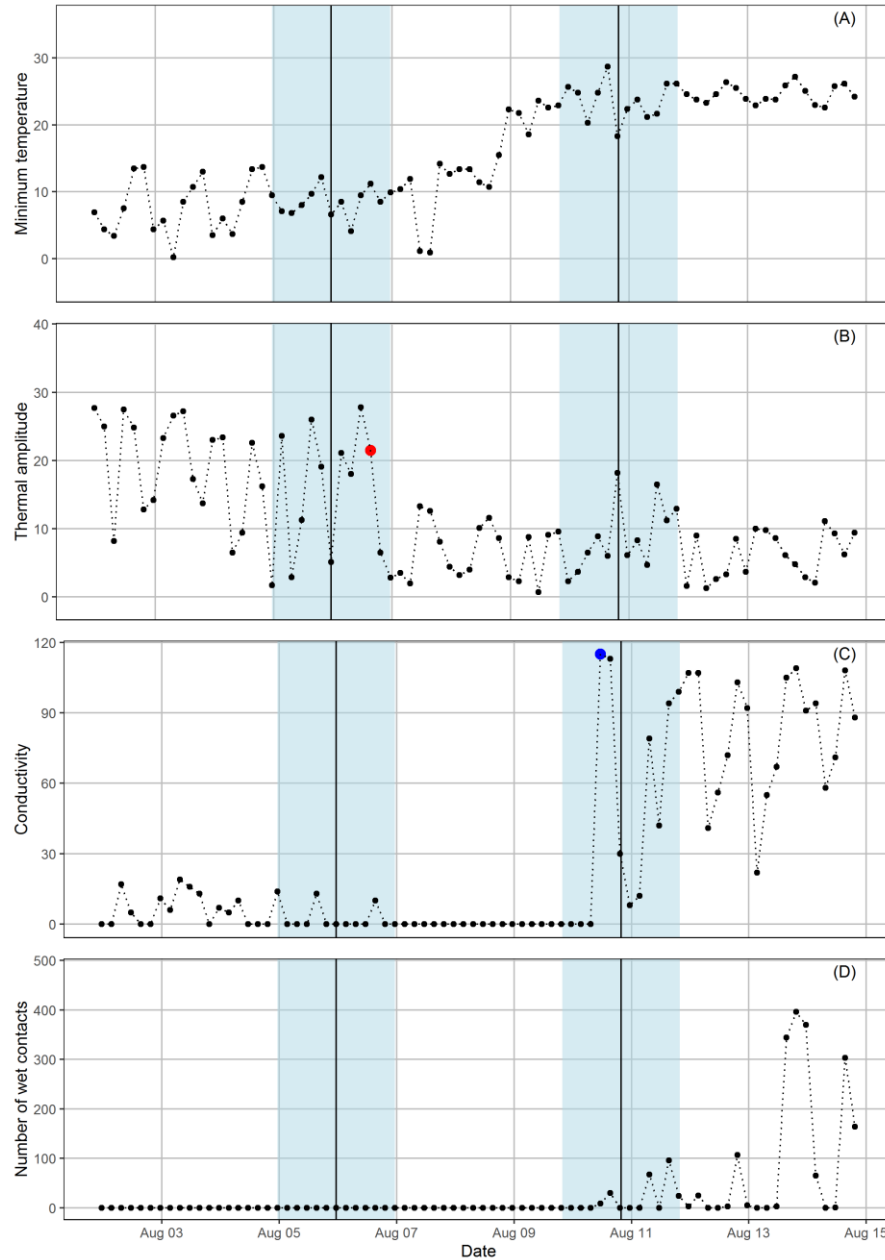 (A)
30
20
10
0
Minimum temperature
(B)
40
30
20
10
0
Thermal amplitude
(C)
120
90
60
30
0
Conductivity
(D)
500
400
300
200
100
0
Number of wet contacts
Aug 03 Aug 05 Aug 07 Aug 09 Aug 11 Aug 13 Aug 15
Date